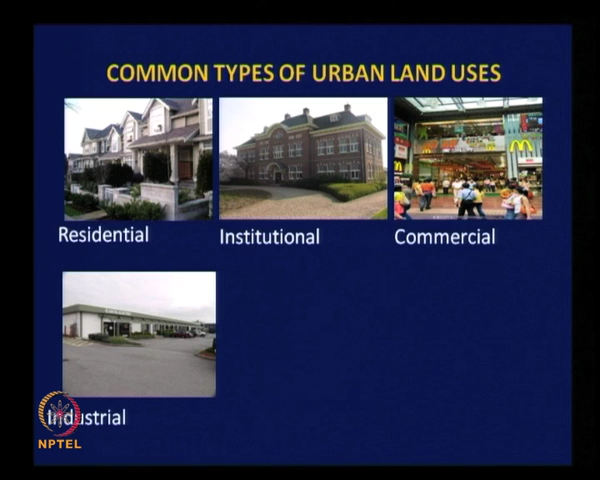 COMMON TYPES OF URBAN LAND USES
Residential
Institutional
Commercial
Industrial
NPTEL